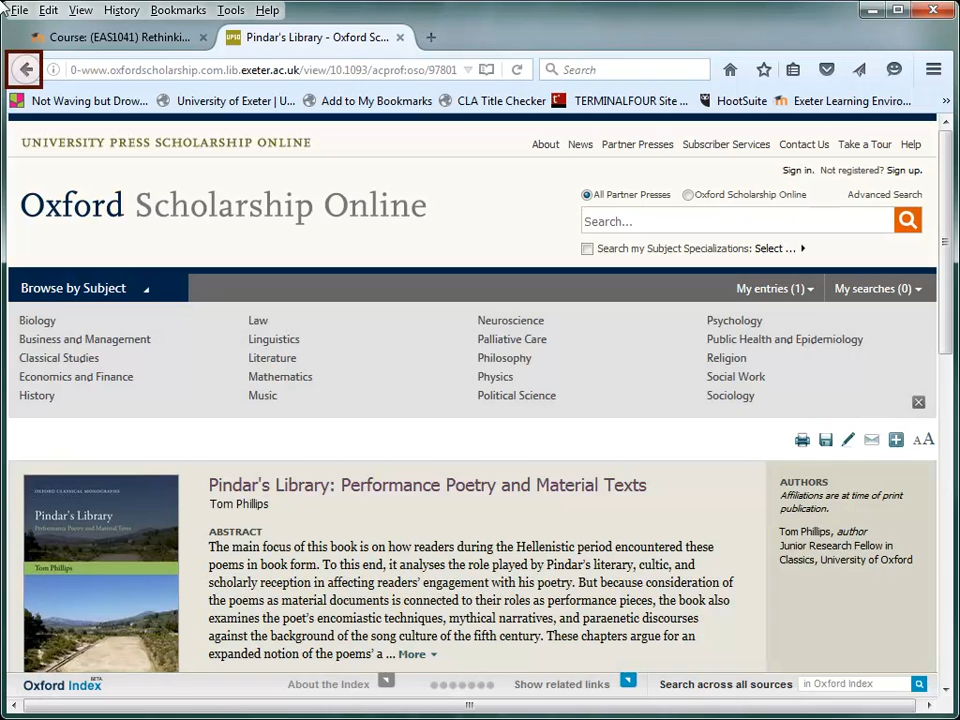 File Edit View History Bookmarks Tools Help
Course: (EAS1041) Rethinki... Pindar's Library - Oxford Sc...
0-www.oxfordscholarship.com.lib.exeter.ac.uk/view/10.1093/acprof:oso/97801 Search
Not Waving but Drow... University of Exeter | U... Add to My Bookmarks CLA Title Checker TERMINALFOUR Site ... HootSuite Exeter Learning Enviro...
UNIVERSITY PRESS SCHOLARSHIP ONLINE
About News Partner Presses Subscriber Services Contact Us Take a Tour Help
Sign in. Not registered? Sign up.
Oxford Scholarship Online
All Partner Presses Oxford Scholarship Online Advanced Search
Search...
Search my Subject Specializations: Select ...
Browse by Subject My entries (1) My searches (0)
Biology Law Neuroscience Psychology
Business and Management Linguistics Palliative Care Public Health and Epidemiology
Classical Studies Literature Philosophy Religion
Economics and Finance Mathematics Physics Social Work
History Music Political Science Sociology
AA
OXFORD CLASSICAL MONOGRAPHS
Pindar's Library
Performance Poetry and Material Texts
Tom Phillips
Pindar's Library: Performance Poetry and Material Texts
Tom Phillips
ABSTRACT
The main focus of this book is on how readers during the Hellenistic period encountered these
poems in book form. To this end, it analyses the role played by Pindar's literary, cultic, and
scholarly reception in affecting readers' engagement with his poetry. But because consideration of
the poems as material documents is connected to their roles as performance pieces, the book also
examines the poet's encomiastic techniques, mythical narratives, and paraenetic discourses
against the background of the song culture of the fifth century. These chapters argue for an
expanded notion of the poems' a ... More
AUTHORS
Affiliations are at time of print
publication.
Tom Phillips, author
Junior Research Fellow in
Classics, University of Oxford
Oxford Index BETA About the Index Show related links Search across all sources in Oxford Index